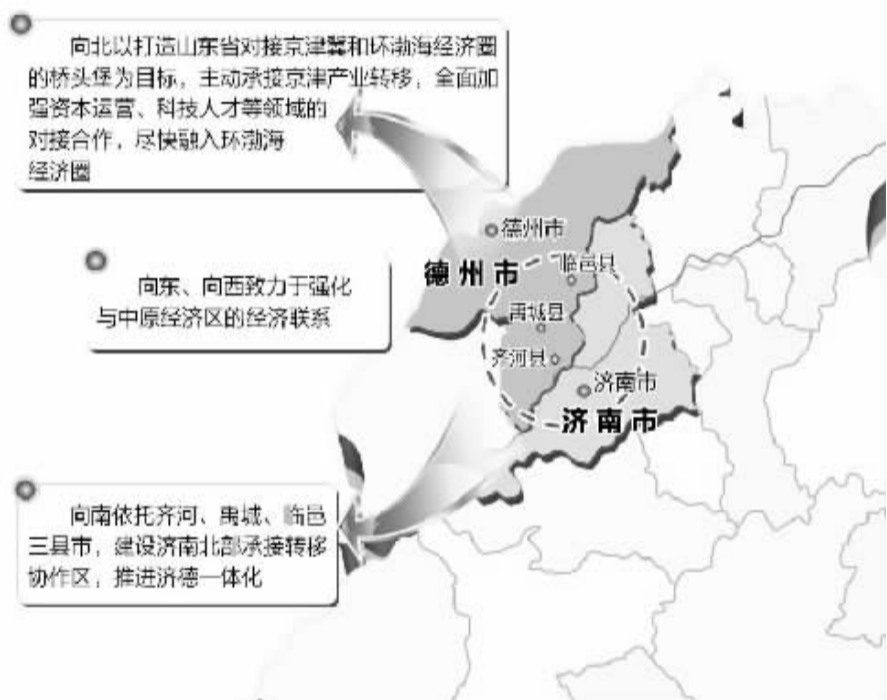 向北以打造山东省对接京津冀和环渤海经济圈
的桥头堡为目标，主动承接京津产业转移，全面加
强资本运营、科技人才等领域的
对接合作，尽快融入环渤海
经济圈
德州市
德州市
临邑县
向东、向西致力于强化
与中原经济区的经济联系
禹城县
齐河县
济南市
济南市
向南依托齐河、禹城、临邑
三县市，建设济南北部承接转移
协作区，推进济德一体化